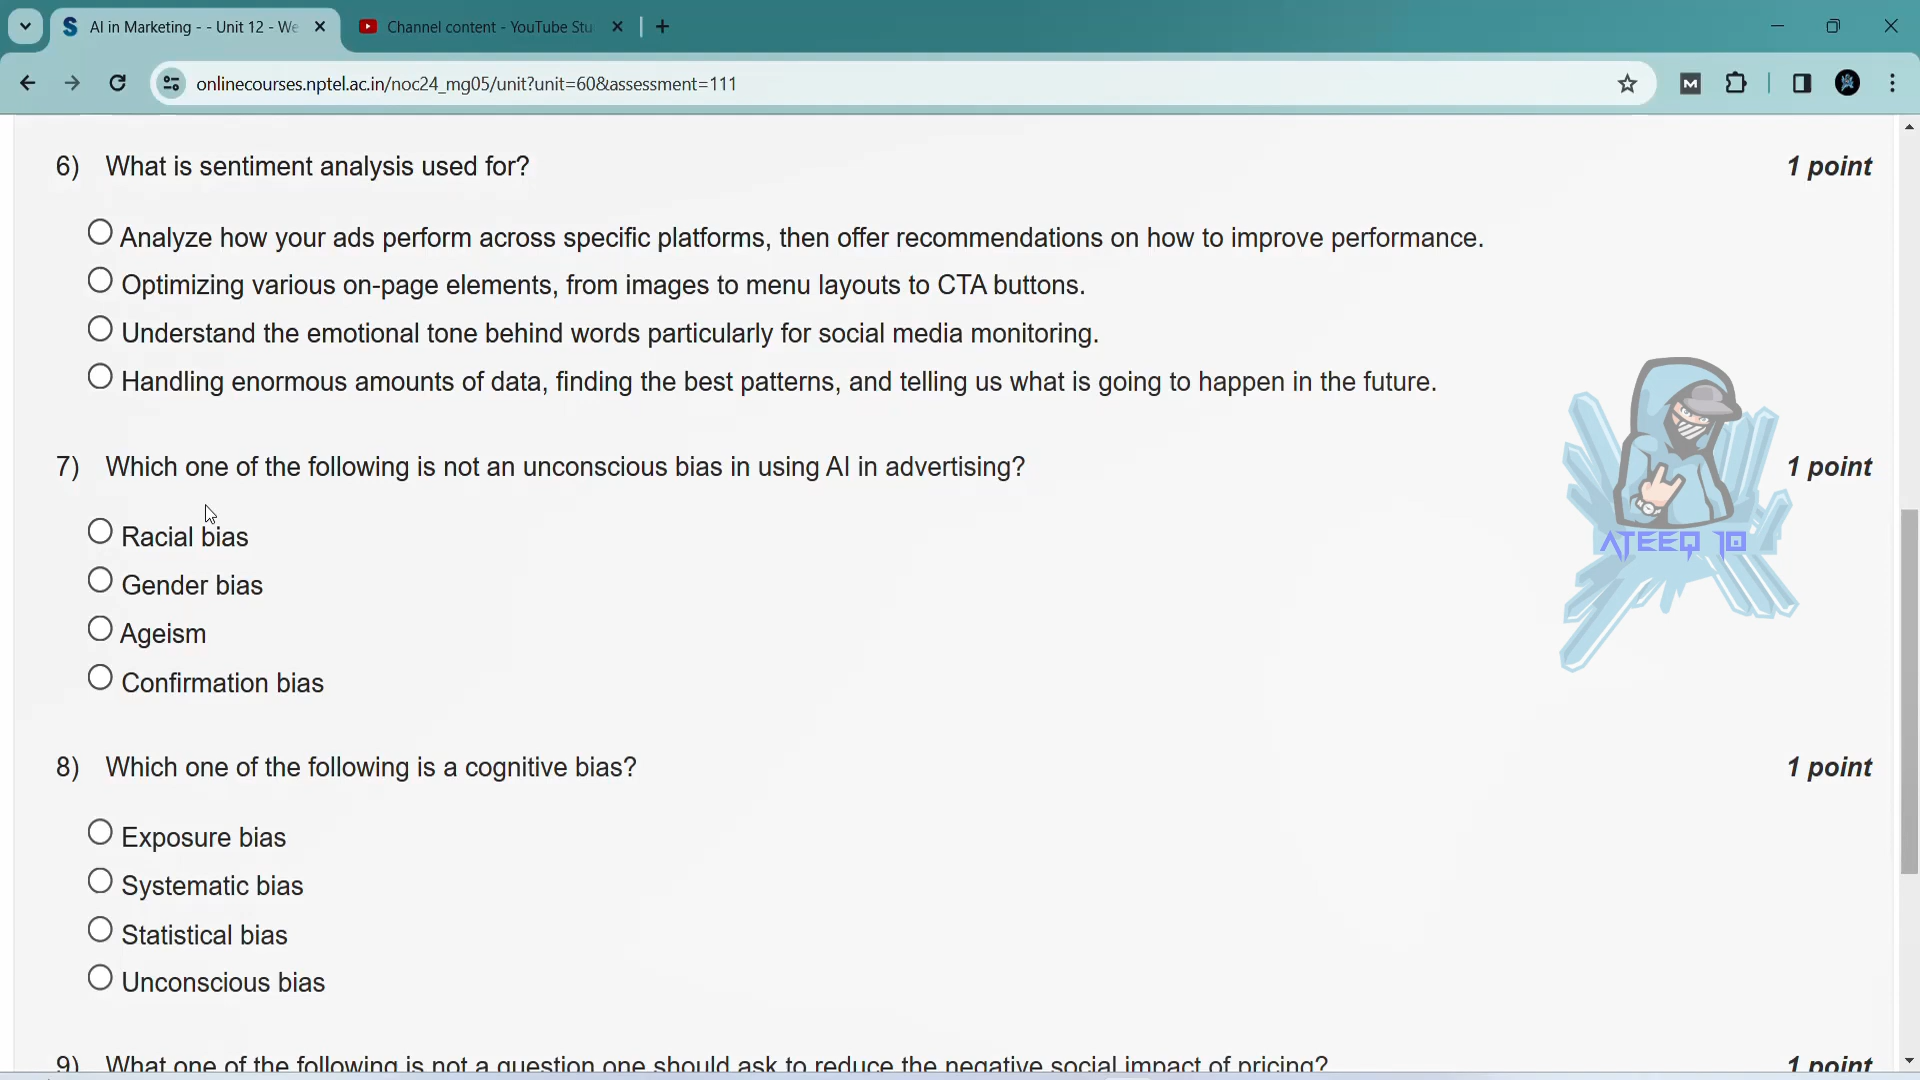 AI in Marketing - - Unit 12 - We
Channel content - YouTube Stu
onlinecourses.nptel.ac.in/noc24_mg05/unit?unit=60&assessment=111
6) What is sentiment analysis used for? 1 point
Analyze how your ads perform across specific platforms, then offer recommendations on how to improve performance.
Optimizing various on-page elements, from images to menu layouts to CTA buttons.
Understand the emotional tone behind words particularly for social media monitoring.
Handling enormous amounts of data, finding the best patterns, and telling us what is going to happen in the future.
7) Which one of the following is not an unconscious bias in using AI in advertising? 1 point
Racial bias
ATEEQ 10
Gender bias
Ageism
Confirmation bias
8) Which one of the following is a cognitive bias? 1 point
Exposure bias
Systematic bias
Statistical bias
Unconscious bias
9) What one of the following is not a question one should ask to reduce the negative social impact of pricing? 1 point